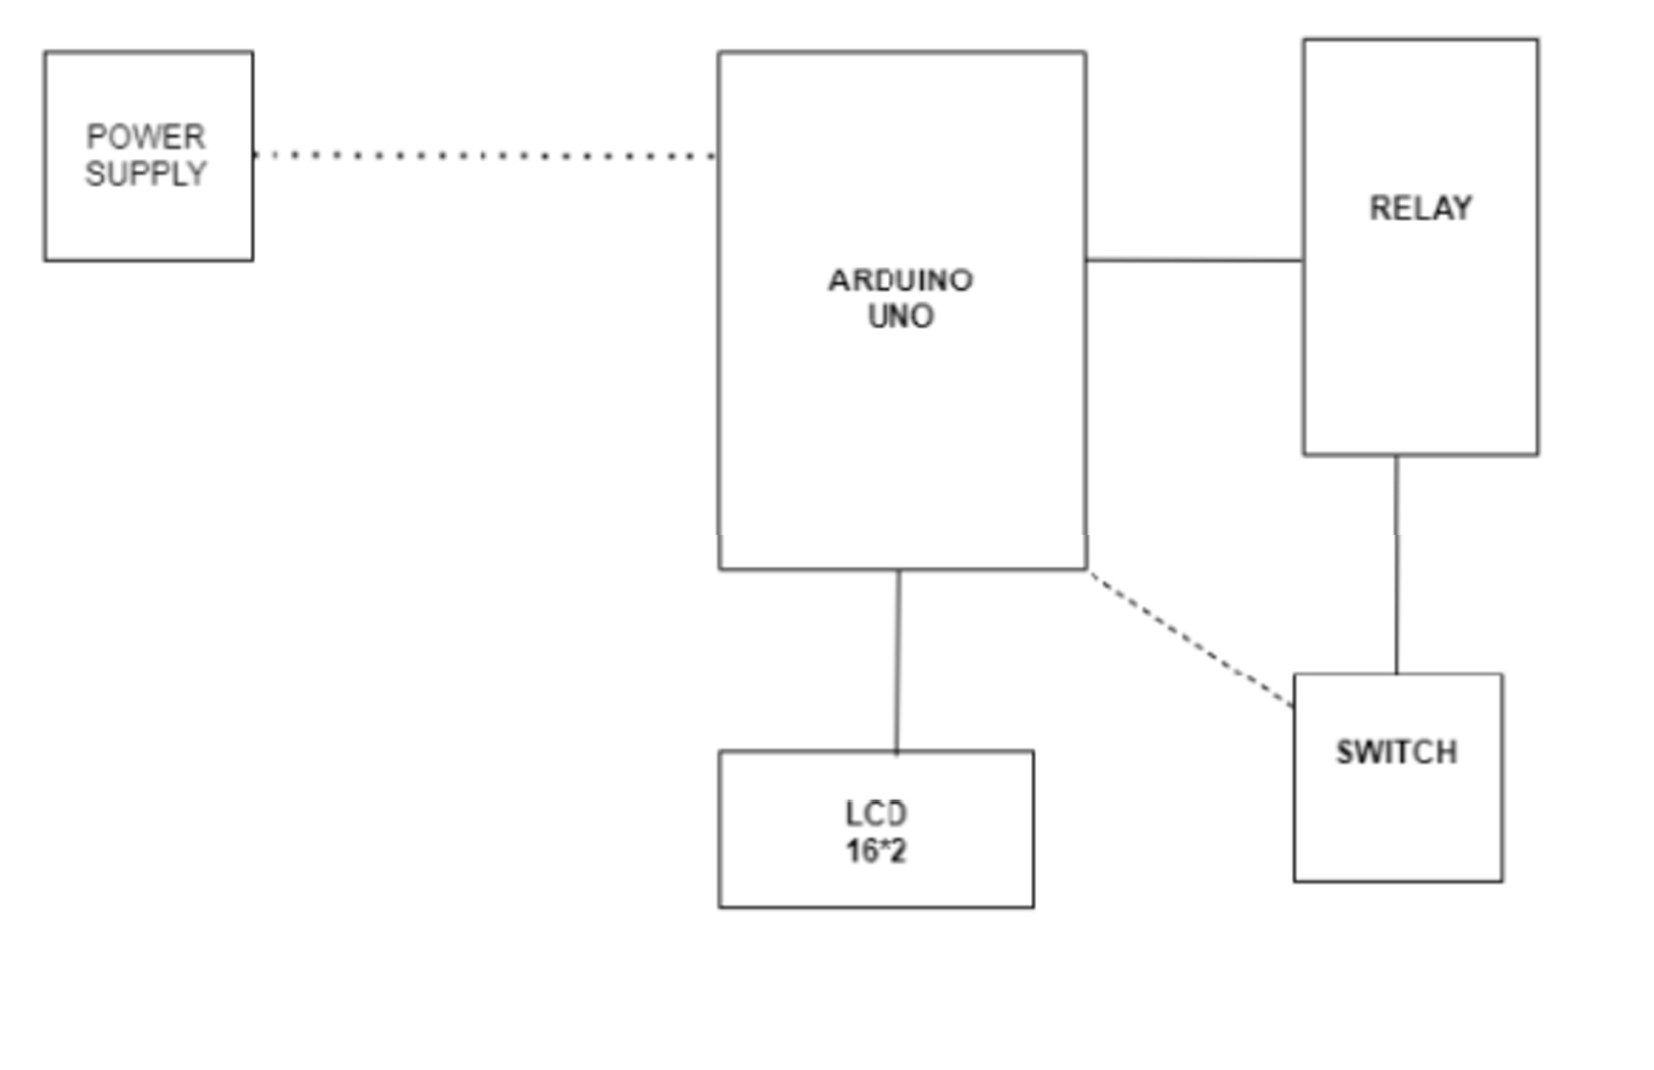 POWER
SUPPLY
ARDUINO
UNO
RELAY
SWITCH
LCD
16*2